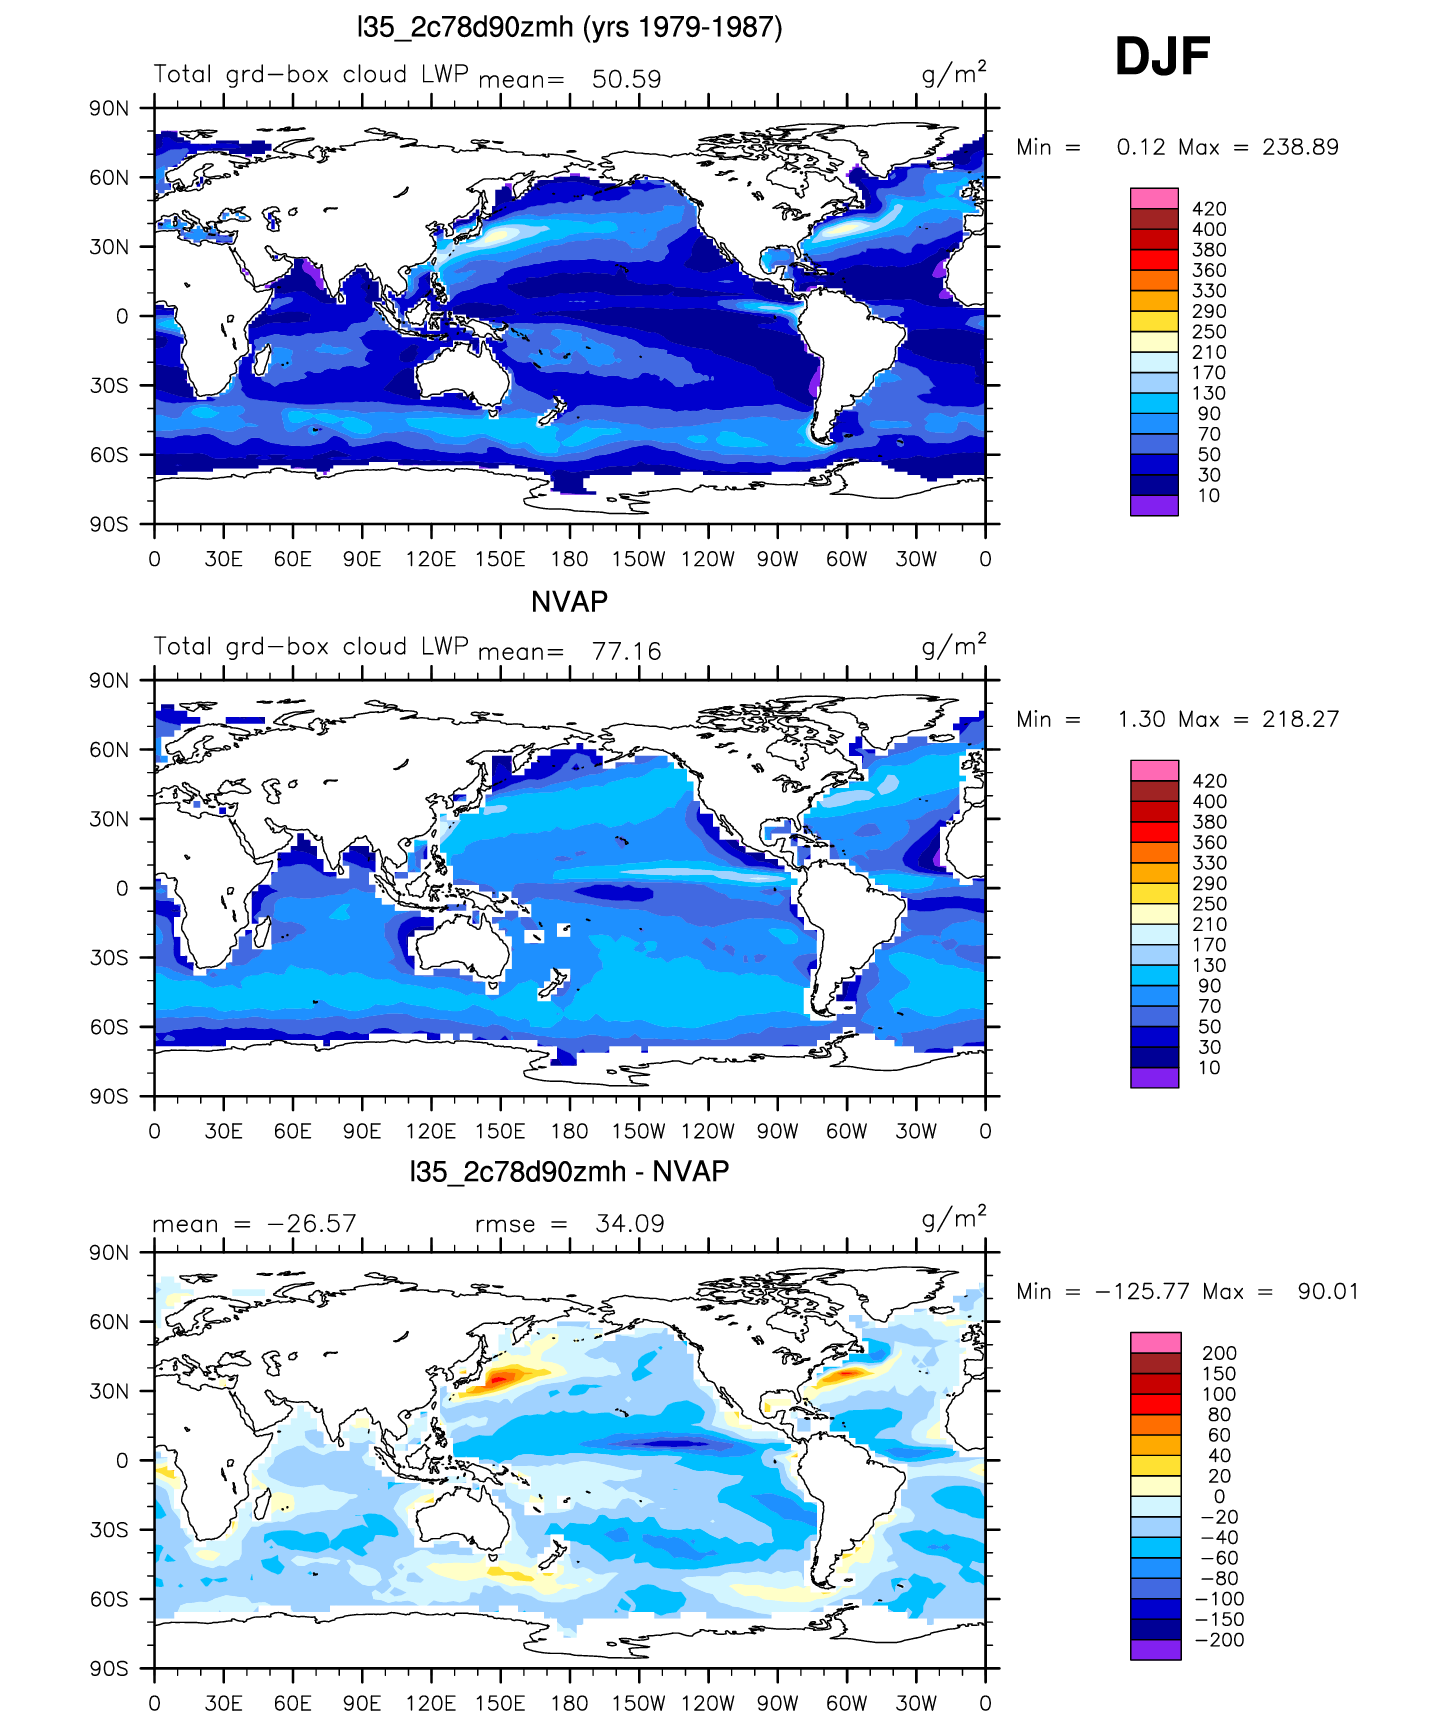 l35_2c78d90zmh (yrs 1979-1987)
DJF
Total grd-box cloud LWP mean= 50.59 g/m²
Min = 0.12 Max = 238.89
90N
60N
30N
0
30S
60S
90S
0 30E 60E 90E 120E 150E 180 150W 120W 90W 60W 30W 0
420
400
380
360
330
290
250
210
170
130
90
70
50
30
10
NVAP
Total grd-box cloud LWP mean= 77.16 g/m²
Min = 1.30 Max = 218.27
90N
60N
30N
0
30S
60S
90S
0 30E 60E 90E 120E 150E 180 150W 120W 90W 60W 30W 0
420
400
380
360
330
290
250
210
170
130
90
70
50
30
10
l35_2c78d90zmh - NVAP
mean = -26.57 rmse = 34.09 g/m²
Min = -125.77 Max = 90.01
90N
60N
30N
0
30S
60S
90S
0 30E 60E 90E 120E 150E 180 150W 120W 90W 60W 30W 0
200
150
100
80
60
40
20
0
-20
-40
-60
-80
-100
-150
-200